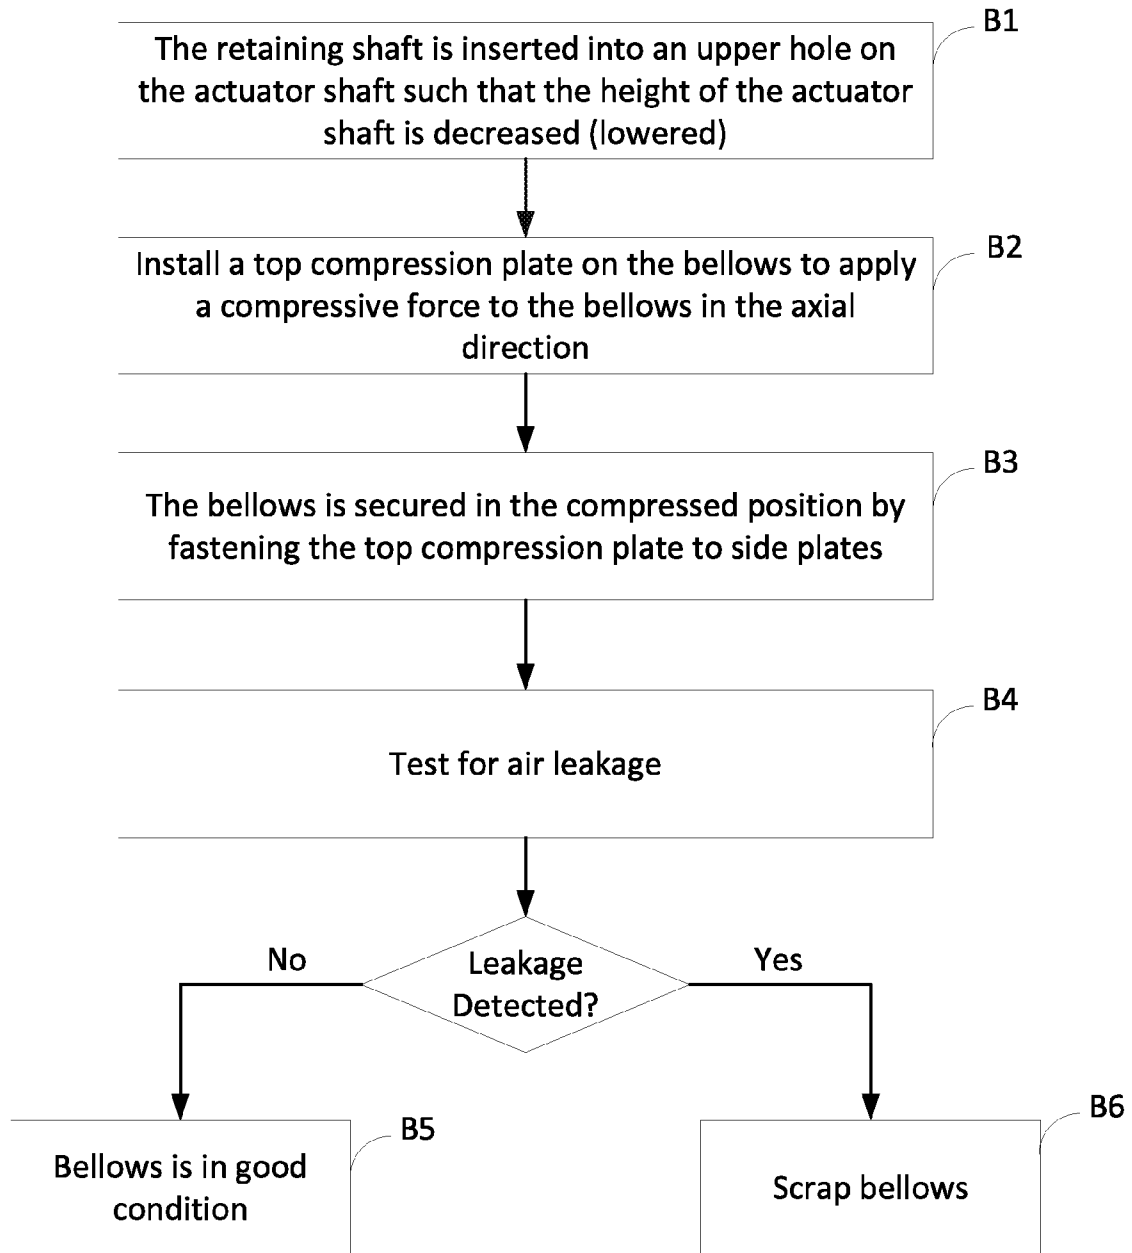 B1
The retaining shaft is inserted into an upper hole on
the actuator shaft such that the height of the actuator
shaft is decreased (lowered)
B2
Install a top compression plate on the bellows to apply
a compressive force to the bellows in the axial
direction
B3
The bellows is secured in the compressed position by
fastening the top compression plate to side plates
B4
Test for air leakage
No
Leakage
Detected?
Yes
B5
Bellows is in good
condition
B6
Scrap bellows